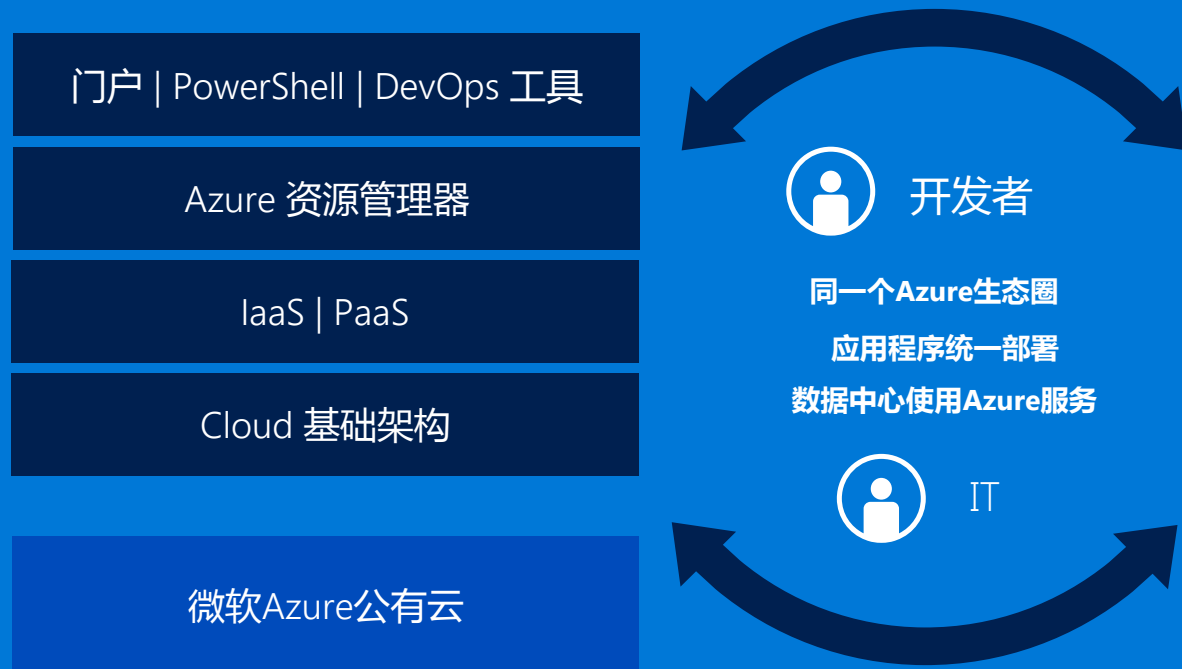 门户 | PowerShell | DevOps 工具
Azure 资源管理器
IaaS | PaaS
Cloud 基础架构
微软Azure公有云
开发者
同一个Azure生态圈
应用程序统一部署
数据中心使用Azure服务
IT